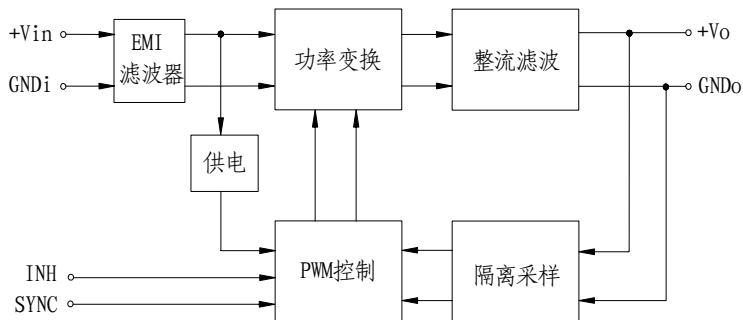 +Vin
EMI
滤波器
功率变换
整流滤波
+Vo
GNDi
GNDo
供电
INH
PWM控制
隔离采样
SYNC